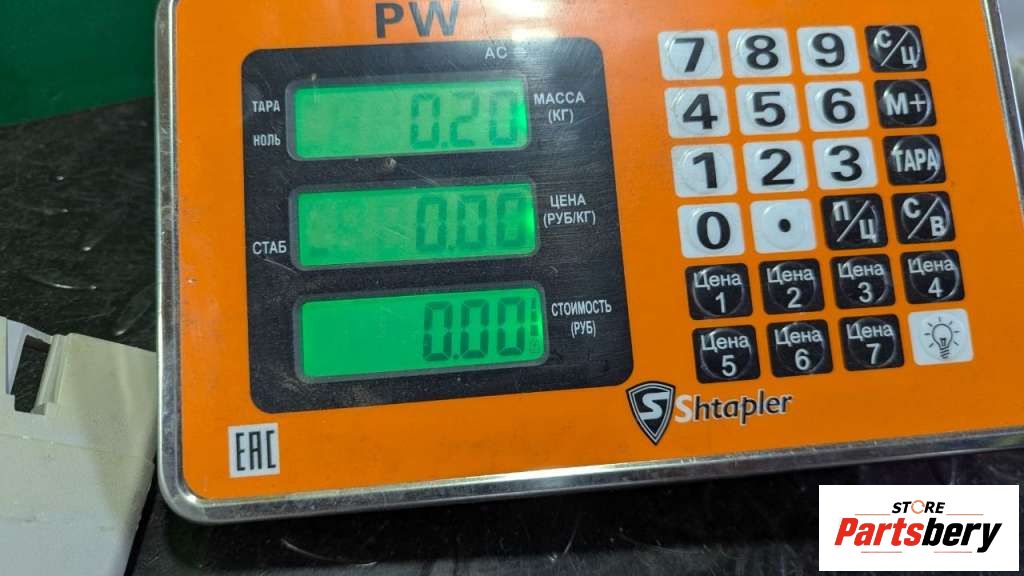 PW
AC
ТАРА
НОЛЬ
0.20
МАССА
(КГ)
СТАБ
0.00
ЦЕНА
(РУБ/КГ)
0.00
СТОИМОСТЬ
(РУБ)
7 8 9 С/Ц
4 5 6 М+
1 2 3 ТАРА
0 . П/Ц С/В
Цена 1
Цена 2
Цена 3
Цена 4
Цена 5
Цена 6
Цена 7
S Shtapler
EAC
STORE
Partsbery